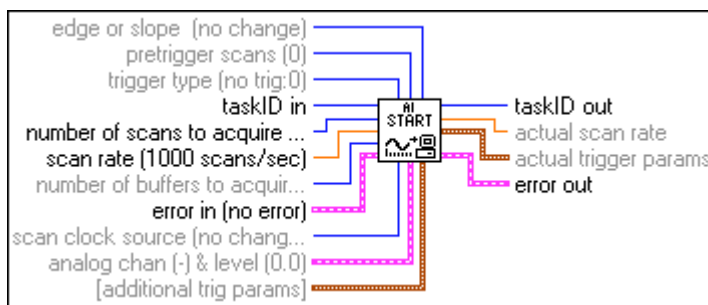 edge or slope (no change)
pretrigger scans (0)
trigger type (no trig:0)
taskID in
number of scans to acquire ...
scan rate (1000 scans/sec)
number of buffers to acquir...
error in (no error)
scan clock source (no chang...
analog chan (-) & level (0.0)
[additional trig params]
AI
START
taskID out
actual scan rate
actual trigger params
error out